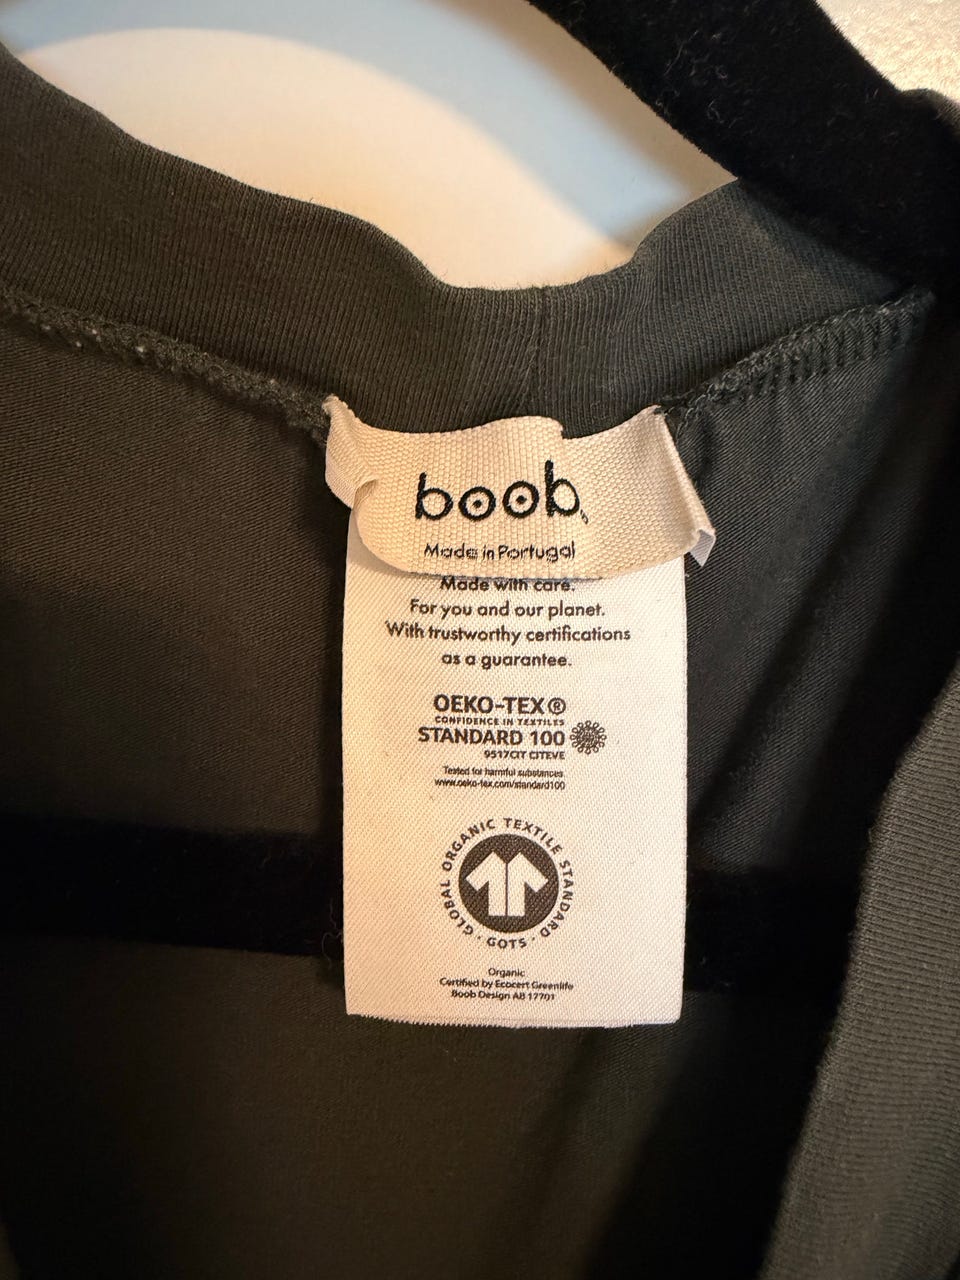 boob
Made in Portugal
Made with care.
For you and our planet.
With trustworthy certifications
as a guarantee.
OEKO-TEX®
CONFIDENCE IN TEXTILES
STANDARD 100
9517CIT CITEVE
Tested for harmful substances
www.oeko-tex.com/standard100
GLOBAL ORGANIC TEXTILE STANDARD
· GOTS ·
Organic
Certified by Ecocert Greenlife
Boob Design AB 17701